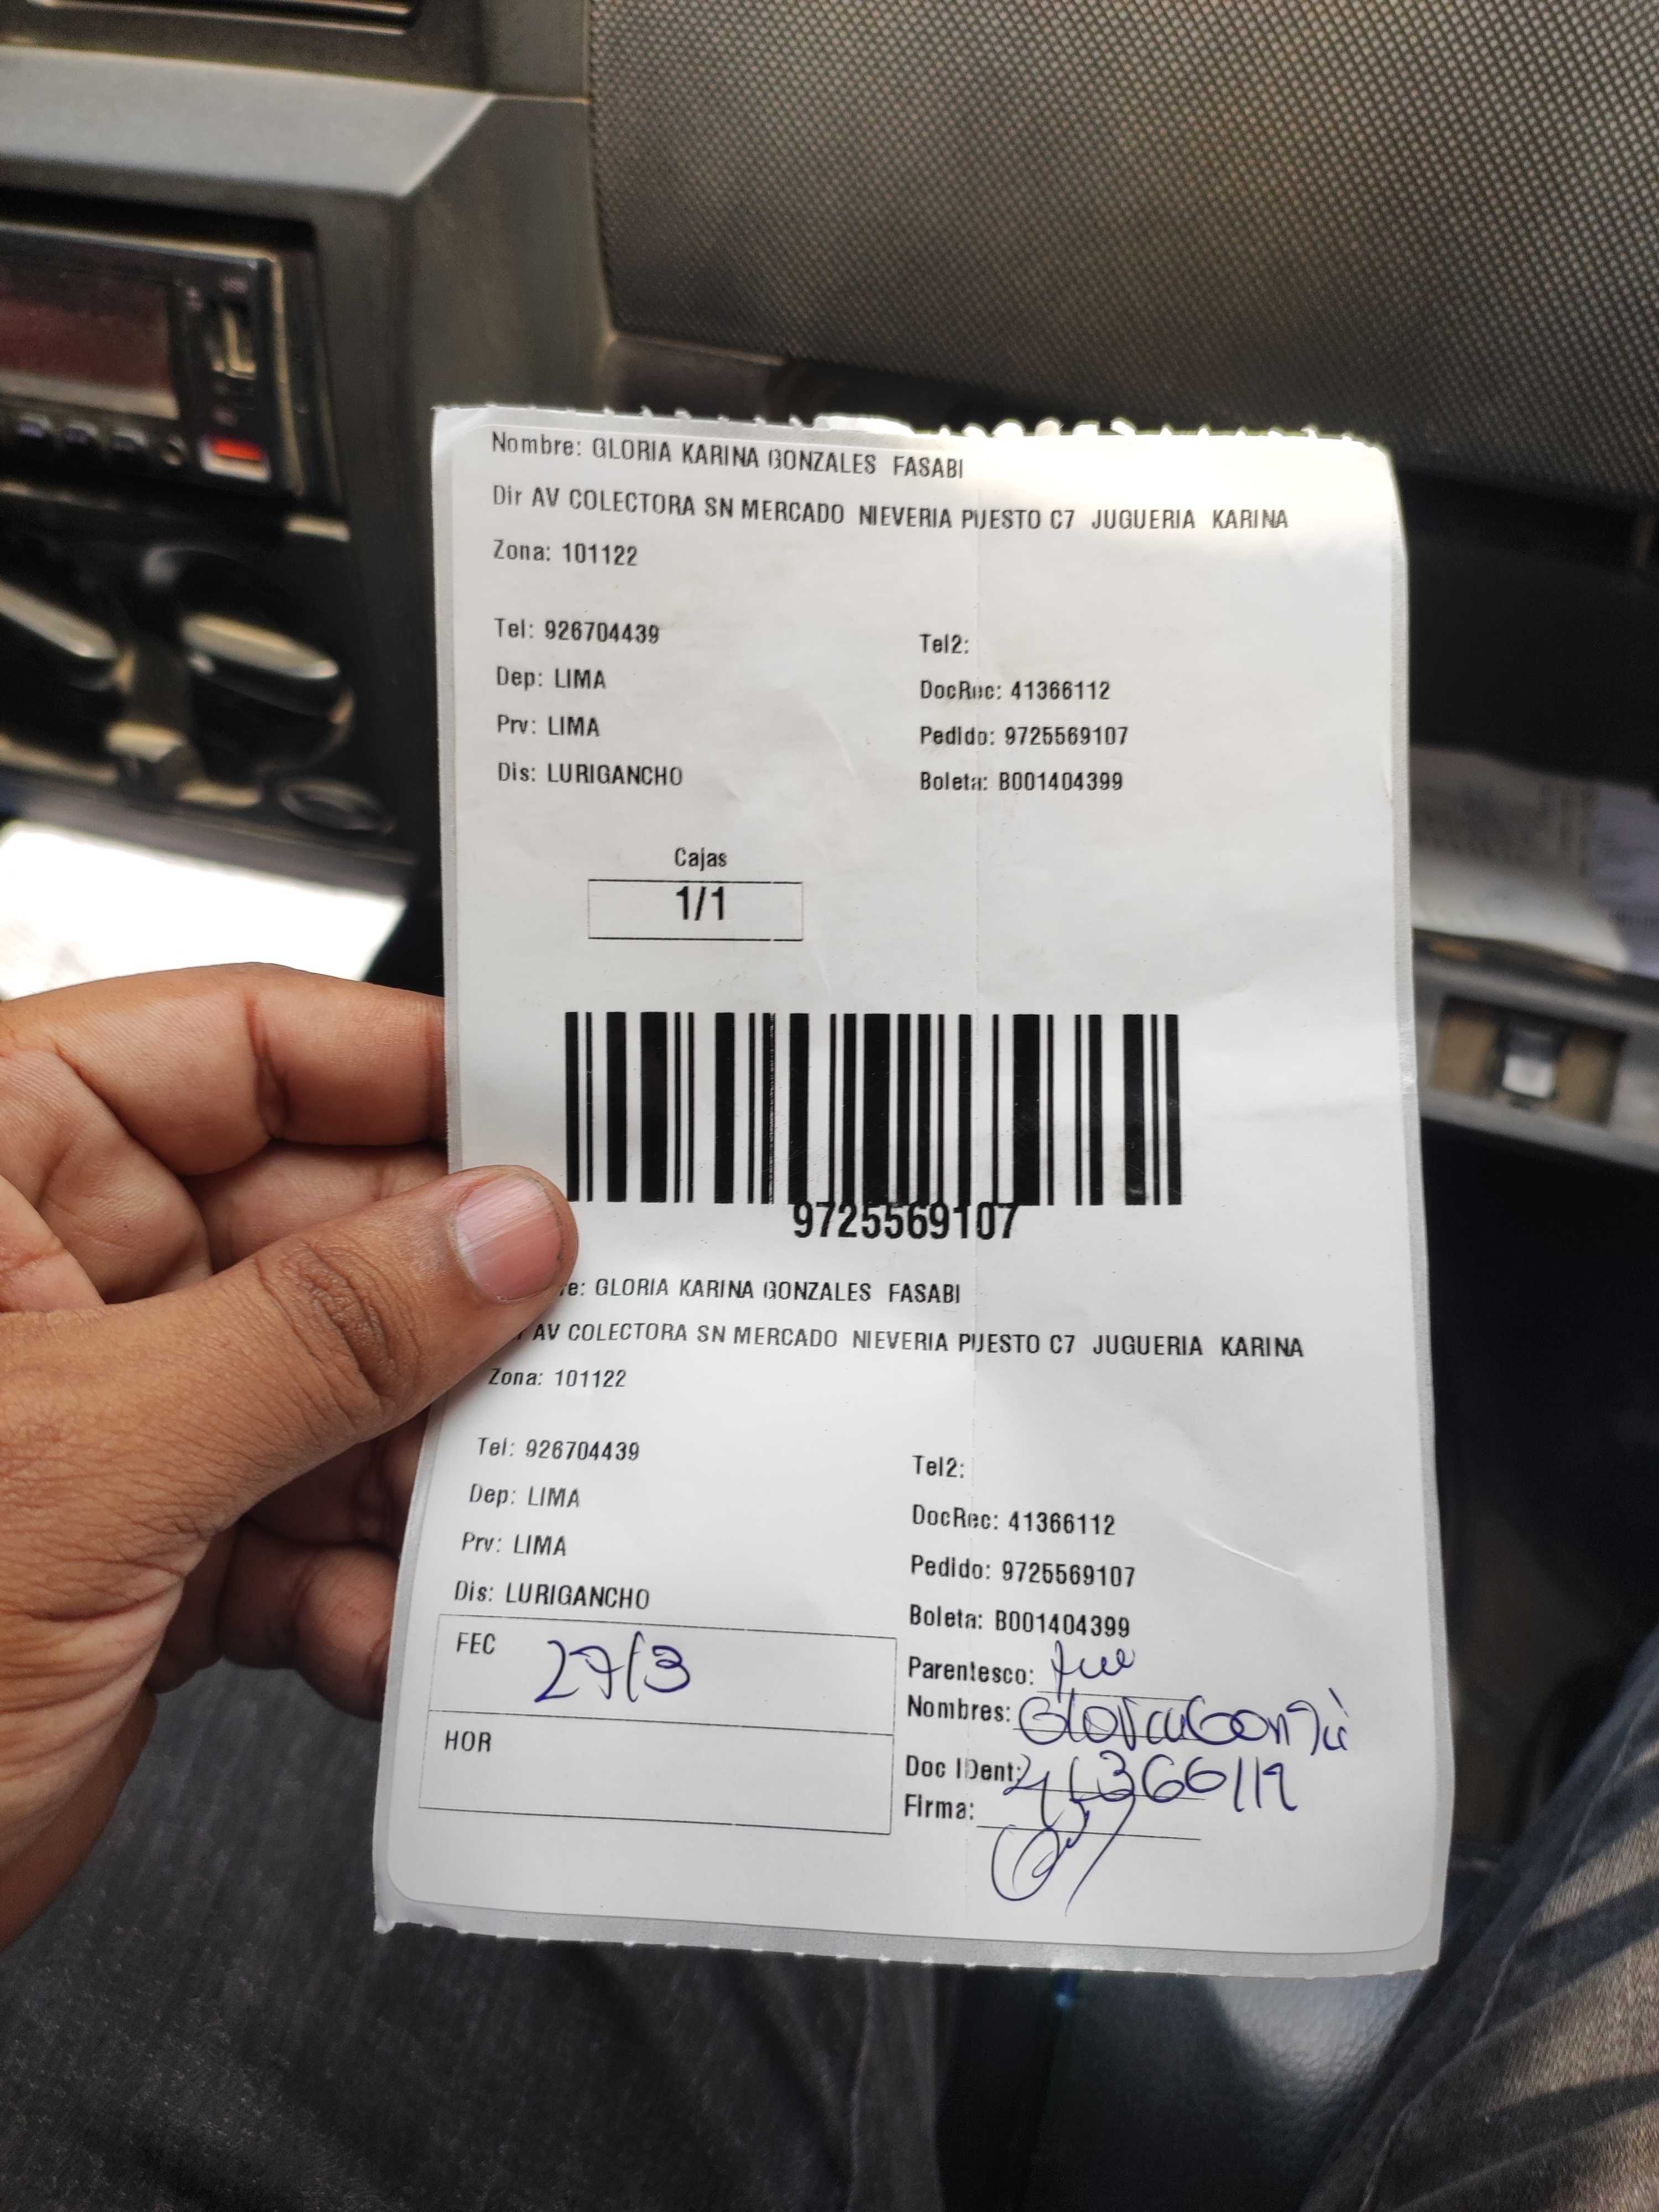 Nombre: GLORIA KARINA GONZALES FASABI
Dir AV COLECTORA SN MERCADO NIEVERIA PUESTO C7 JUGUERIA KARINA
Zona: 101122
Tel: 926704439
Tel2:
Dep: LIMA
DocRec: 41366112
Prv: LIMA
Pedido: 9725569107
Dis: LURIGANCHO
Boleta: B001404399
Cajas
1/1
9725569107
re: GLORIA KARINA GONZALES FASABI
AV COLECTORA SN MERCADO NIEVERIA PUESTO C7 JUGUERIA KARINA
Zona: 101122
Tel: 926704439
Tel2:
Dep: LIMA
DocRec: 41366112
Prv: LIMA
Pedido: 9725569107
Dis: LURIGANCHO
Boleta: B001404399
FEC 27/3
Parentesco:
Nombres: Gloria
HOR
Doc IDent: 41366112
Firma: